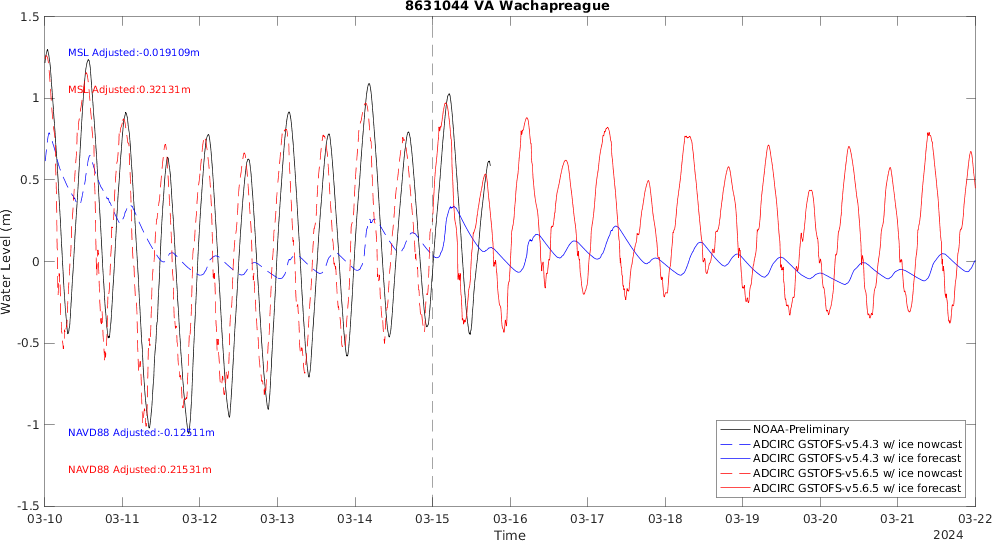 8631044 VA Wachapreague
1.5
1
0.5
0
-0.5
-1
-1.5
Water Level (m)
MSL Adjusted:-0.019109m
MSL Adjusted:0.32131m
NAVD88 Adjusted:-0.12511m
NAVD88 Adjusted:0.21531m
NOAA-Preliminary
ADCIRC GSTOFS-v5.4.3 w/ ice nowcast
ADCIRC GSTOFS-v5.4.3 w/ ice forecast
ADCIRC GSTOFS-v5.6.5 w/ ice nowcast
ADCIRC GSTOFS-v5.6.5 w/ ice forecast
03-10 03-11 03-12 03-13 03-14 03-15 03-16 03-17 03-18 03-19 03-20 03-21 03-22
Time
2024